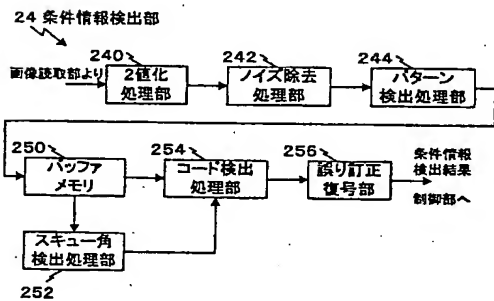 24 条件情報検出部
240
242
244
画像読取部より
2値化
処理部
ノイズ除去
処理部
パターン
検出処理部
250
254
256
バッファ
メモリ
コード検出
処理部
誤り訂正
復号部
条件情報
検出結果
制御部へ
スキュー角
検出処理部
252